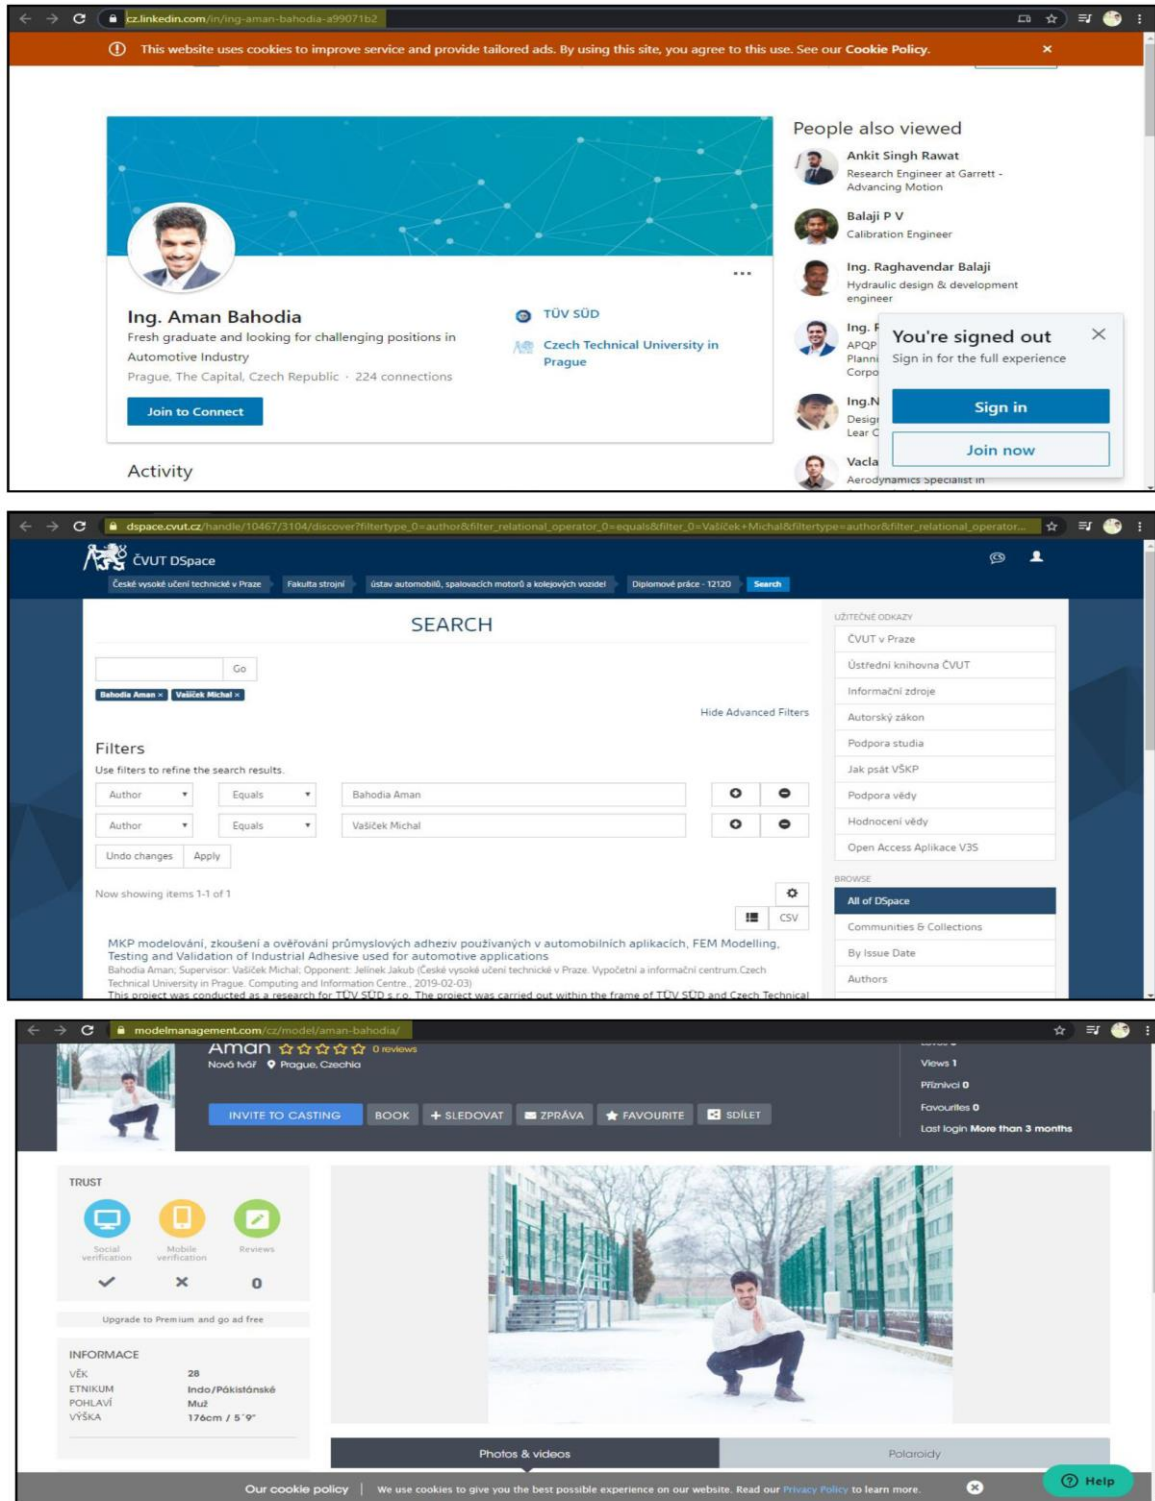 cz.linkedin.com/in/ing-aman-bahodia-a99071b2
This website uses cookies to improve service and provide tailored ads. By using this site, you agree to this use. See our Cookie Policy.
Ing. Aman Bahodia
Fresh graduate and looking for challenging positions in
Automotive Industry
Prague, The Capital, Czech Republic · 224 connections
Join to Connect
TÜV SÜD
Czech Technical University in
Prague
Activity
People also viewed
Ankit Singh Rawat
Research Engineer at Garrett -
Advancing Motion
Balaji P V
Calibration Engineer
Ing. Raghavendar Balaji
Hydraulic design & development
engineer
Ing.
APQP
Planni
Corpo
Ing.N
Desig
Lear C
Vacla
Aerodynamics Specialist in
You're signed out
Sign in for the full experience
Sign in
Join now
dspace.cvut.cz/handle/10467/3104/discover?filtertype_0=author&filter_relational_operator_0=equals&filter_0=Vašíček+Michal&filtertype=author&filter_relational_operator...
ČVUT DSpace
České vysoké učení technické v Praze Fakulta strojní ústav automobilů, spalovacích motorů a kolejových vozidel Diplomové práce - 12120 Search
SEARCH
Go
Bahodia Aman × Vašíček Michal ×
Hide Advanced Filters
Filters
Use filters to refine the search results.
Author Equals Bahodia Aman
Author Equals Vašíček Michal
Undo changes Apply
Now showing items 1-1 of 1
CSV
MKP modelování, zkoušení a ověřování průmyslových adheziv používaných v automobilních aplikacích, FEM Modelling,
Testing and Validation of Industrial Adhesive used for automotive applications
Bahodia Aman; Supervisor: Vašíček Michal; Opponent: Jelínek Jakub (České vysoké učení technické v Praze. Vypočetní a informační centrum.Czech
Technical University in Prague. Computing and Information Centre., 2019-02-03)
This project was conducted as a research for TÜV SÜD s.r.o. The project was carried out within the frame of TÜV SÜD and Czech Technical
UŽITEČNÉ ODKAZY
ČVUT v Praze
Ústřední knihovna ČVUT
Informační zdroje
Autorský zákon
Podpora studia
Jak psát VŠKP
Podpora vědy
Hodnocení vědy
Open Access Aplikace V3S
BROWSE
All of DSpace
Communities & Collections
By Issue Date
Authors
modelmanagement.com/cz/model/aman-bahodia/
Aman 0 reviews
Nová tvář Prague, Czechia
INVITE TO CASTING BOOK + SLEDOVAT ZPRÁVA FAVOURITE SDÍLET
Views 1
Příznivci 0
Favourites 0
Last login More than 3 months
TRUST
Social
verification
Mobile
verification
Reviews
0
Upgrade to Premium and go ad free
INFORMACE
VĚK 28
ETNIKUM Indo/Pákistánské
POHLAVÍ Muž
VÝŠKA 176cm / 5´9"
Photos & videos Polaroidy
Our cookie policy | We use cookies to give you the best possible experience on our website. Read our Privacy Policy to learn more.
Help